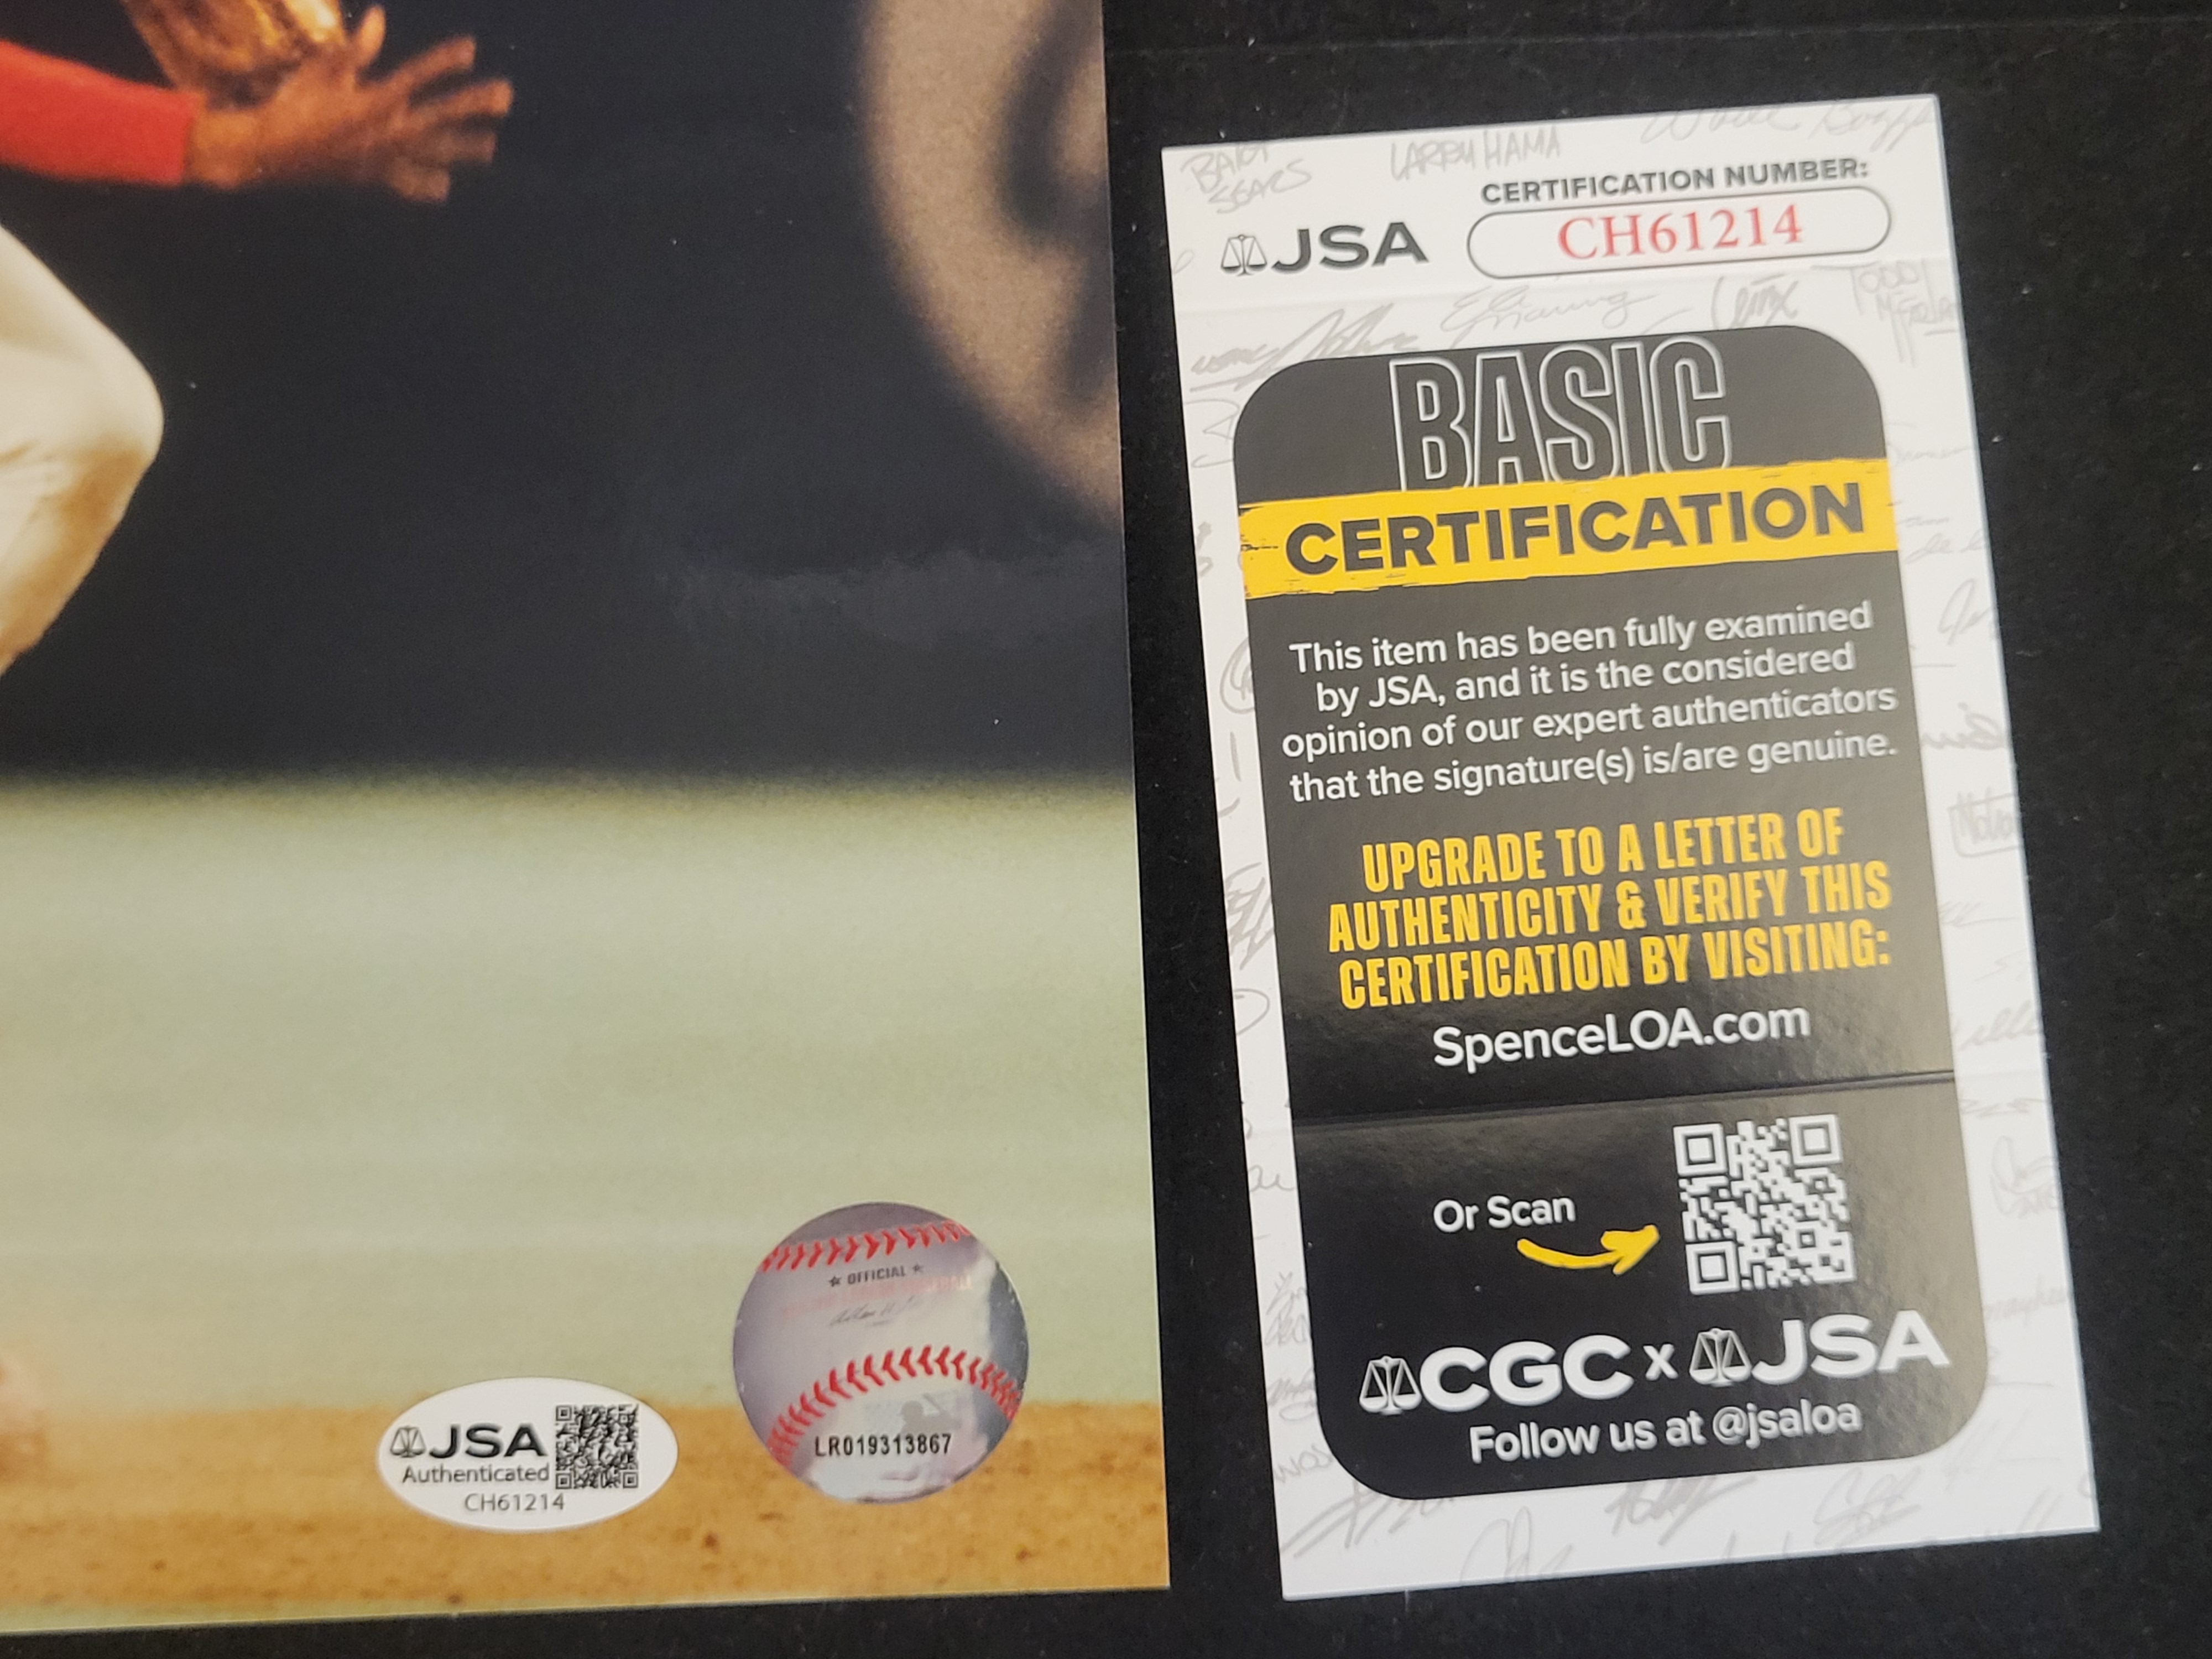 LARRY HAMA
CERTIFICATION NUMBER:
JSA
CH61214
BASIC
CERTIFICATION
This item has been fully examined
by JSA, and it is the considered
opinion of our expert authenticators
that the signature(s) is/are genuine.
UPGRADE TO A LETTER OF
AUTHENTICITY & VERIFY THIS
CERTIFICATION BY VISITING:
SpenceLOA.com
Or Scan
CGC x JSA
Follow us at @jsaloa
★ OFFICIAL ★
LR019313867
JSA
Authenticated
CH61214